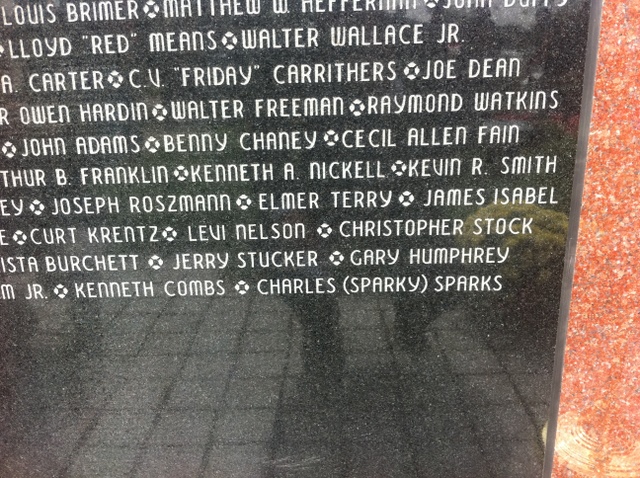 LOUIS BRIMER MATTHEW W. HEFFERMAN JOHN DUFFY
LLOYD "RED" MEANS WALTER WALLACE JR.
A. CARTER C.V. "FRIDAY" CARRITHERS JOE DEAN
R OWEN HARDIN WALTER FREEMAN RAYMOND WATKINS
JOHN ADAMS BENNY CHANEY CECIL ALLEN FAIN
THUR B. FRANKLIN KENNETH A. NICKELL KEVIN R. SMITH
EY JOSEPH ROSZMANN ELMER TERRY JAMES ISABEL
E CURT KRENTZ LEVI NELSON CHRISTOPHER STOCK
ISTA BURCHETT JERRY STUCKER GARY HUMPHREY
M JR. KENNETH COMBS CHARLES (SPARKY) SPARKS